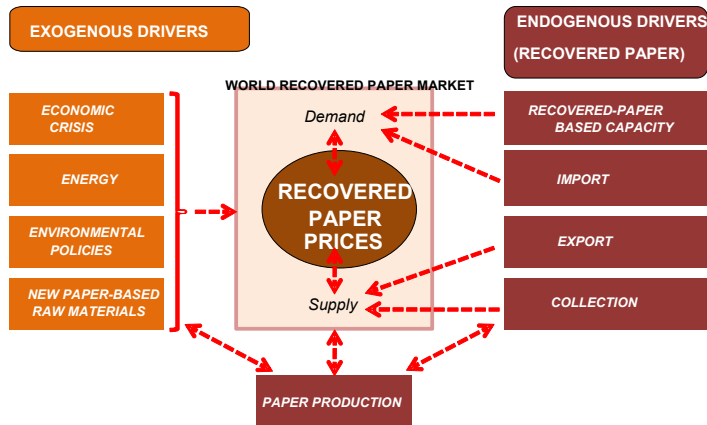 EXOGENOUS DRIVERS
ENDOGENOUS DRIVERS
(RECOVERED PAPER)
WORLD RECOVERED PAPER MARKET
ECONOMIC
CRISIS
ENERGY
ENVIRONMENTAL
POLICIES
NEW PAPER-BASED
RAW MATERIALS
Demand
RECOVERED
PAPER
PRICES
Supply
RECOVERED-PAPER
BASED CAPACITY
IMPORT
EXPORT
COLLECTION
PAPER PRODUCTION